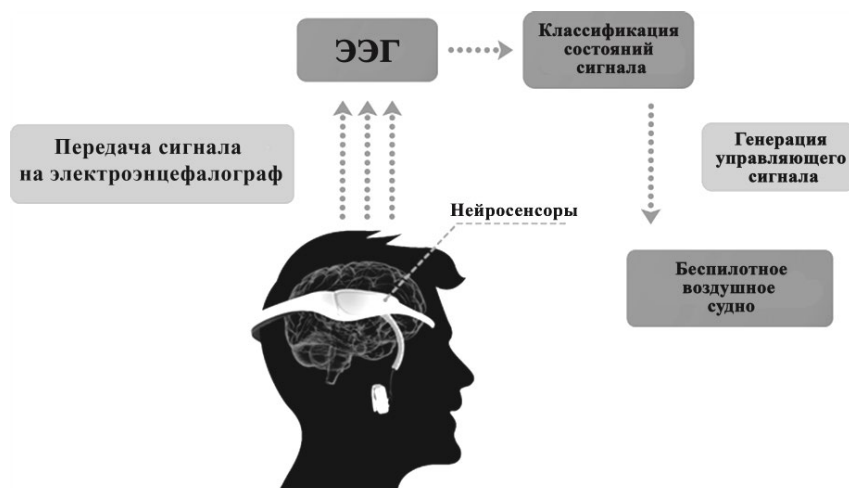 ЭЭГ
Классификация
состояний
сигнала
Передача сигнала
на электроэнцефалограф
Генерация
управляющего
сигнала
Нейросенсоры
Беспилотное
воздушное
судно